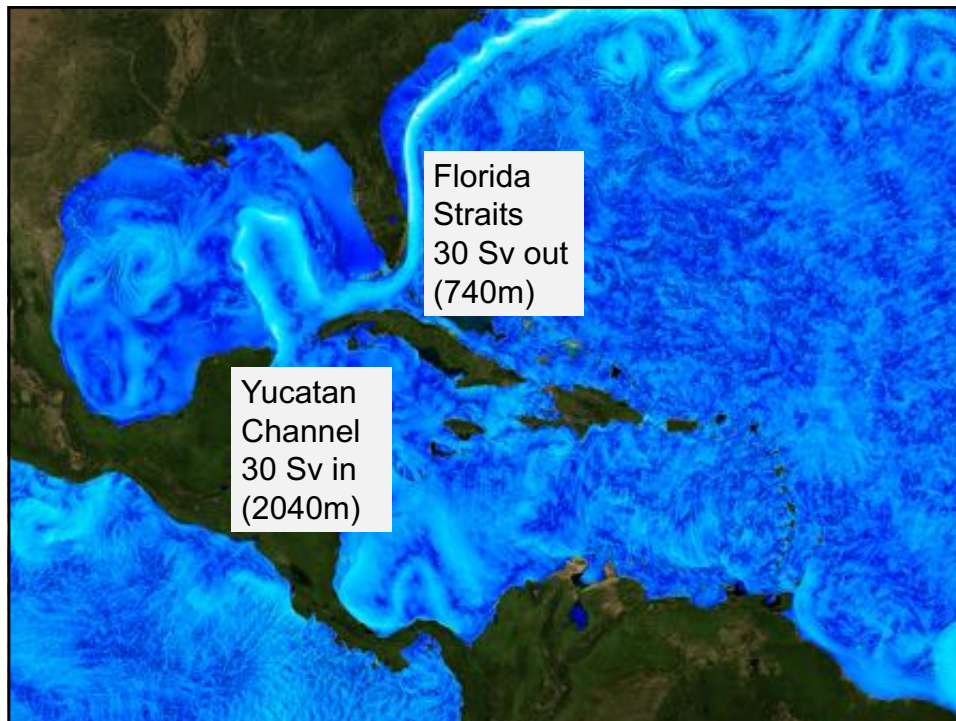 Florida
Straits
30 Sv out
(740m)
Yucatan
Channel
30 Sv in
(2040m)